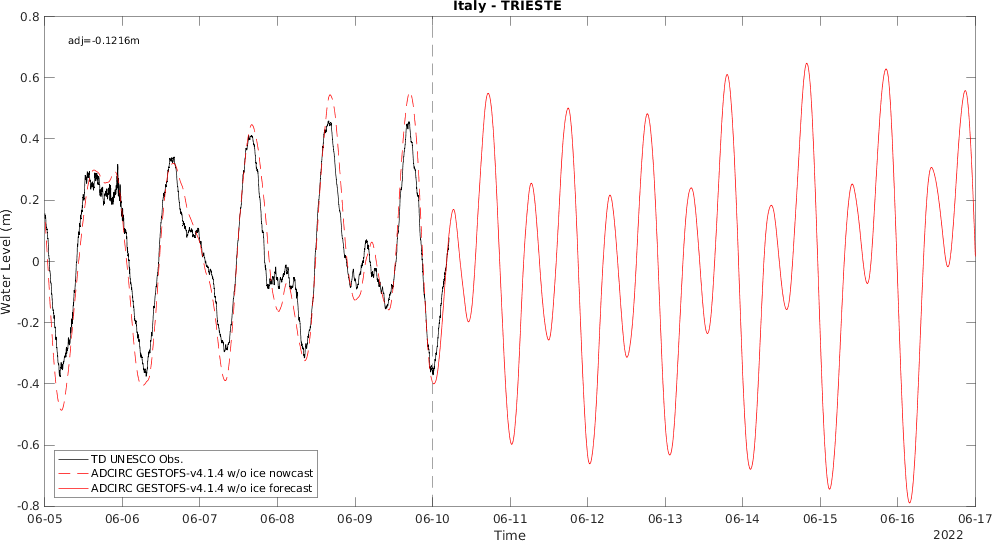 Italy - TRIESTE
adj=-0.1216m
Water Level (m)
0.8
0.6
0.4
0.2
0
-0.2
-0.4
-0.6
-0.8
TD UNESCO Obs.
ADCIRC GESTOFS-v4.1.4 w/o ice nowcast
ADCIRC GESTOFS-v4.1.4 w/o ice forecast
06-05 06-06 06-07 06-08 06-09 06-10 06-11 06-12 06-13 06-14 06-15 06-16 06-17
Time
2022